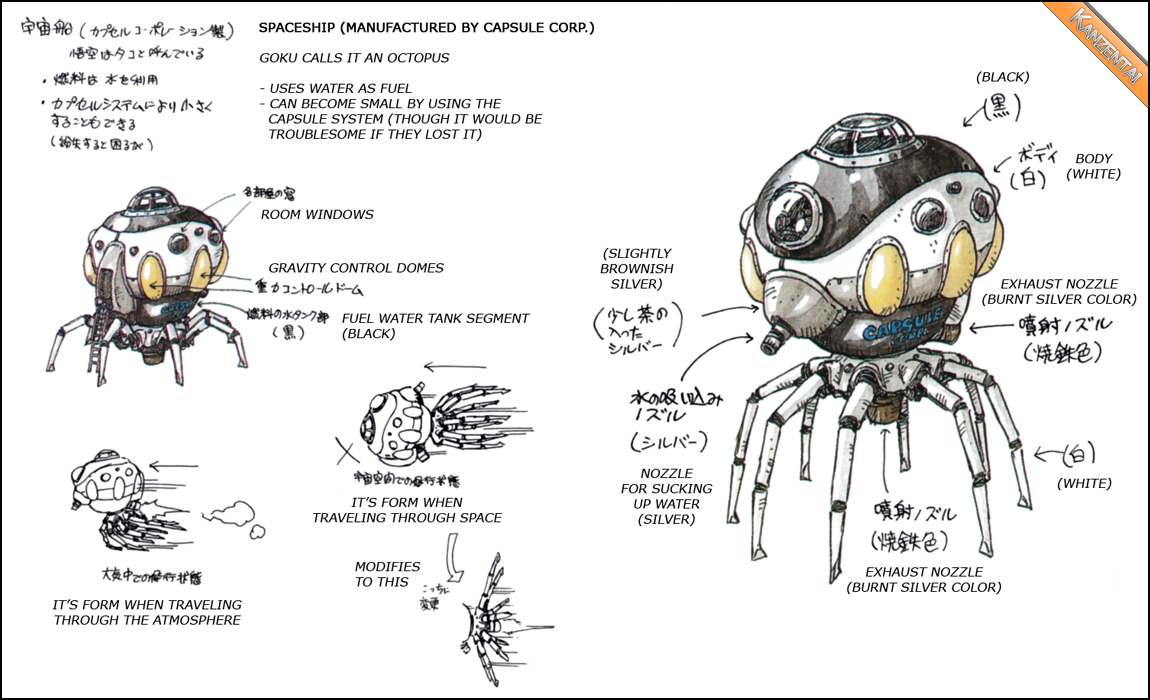 宇宙船 (カプセルコーポレーション製)
悟空はタコと呼んでいる
・燃料は 水を利用
・カプセルシステムにより小さく
することもできる
(紛失すると困るが)
SPACESHIP (MANUFACTURED BY CAPSULE CORP.)
GOKU CALLS IT AN OCTOPUS
- USES WATER AS FUEL
- CAN BECOME SMALL BY USING THE
CAPSULE SYSTEM (THOUGH IT WOULD BE
TROUBLESOME IF THEY LOST IT)
KANZENTAI
各部屋の窓
ROOM WINDOWS
GRAVITY CONTROL DOMES
重力コントロールドーム
燃料の水タンク部
(黒)
FUEL WATER TANK SEGMENT
(BLACK)
CAPSULE
大気中での飛行状態
IT'S FORM WHEN TRAVELING
THROUGH THE ATMOSPHERE
宇宙空間での飛行状態
IT'S FORM WHEN
TRAVELING THROUGH SPACE
MODIFIES
TO THIS
こっちに
変更
(BLACK)
(黒)
ボディ
(白)
BODY
(WHITE)
(SLIGHTLY
BROWNISH
SILVER)
(少し茶の
入った
シルバー)
水の吸い込み
ノズル
(シルバー)
NOZZLE
FOR SUCKING
UP WATER
(SILVER)
CAPSULE
CORP.
EXHAUST NOZZLE
(BURNT SILVER COLOR)
噴射ノズル
(焼鉄色)
(白)
(WHITE)
噴射ノズル
(焼鉄色)
EXHAUST NOZZLE
(BURNT SILVER COLOR)